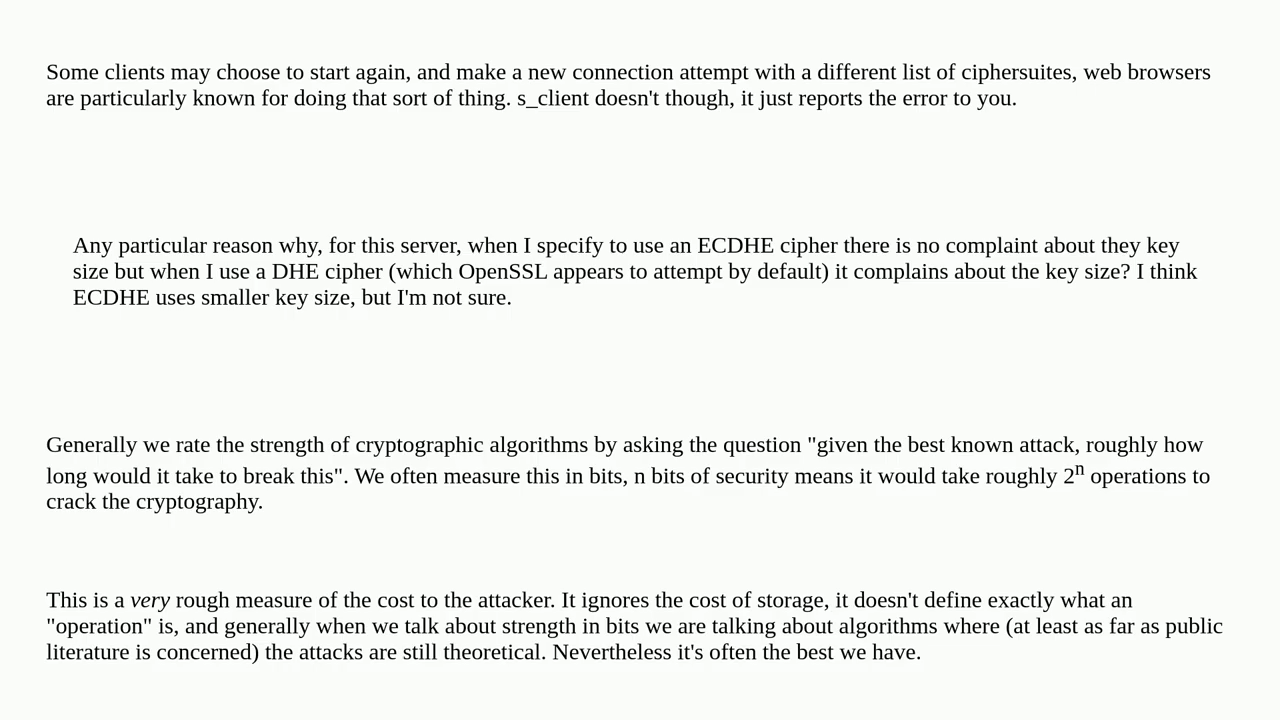 Some clients may choose to start again, and make a new connection attempt with a different list of ciphersuites, web browsers
are particularly known for doing that sort of thing. s_client doesn't though, it just reports the error to you.
Any particular reason why, for this server, when I specify to use an ECDHE cipher there is no complaint about they key
size but when I use a DHE cipher (which OpenSSL appears to attempt by default) it complains about the key size? I think
ECDHE uses smaller key size, but I'm not sure.
Generally we rate the strength of cryptographic algorithms by asking the question "given the best known attack, roughly how
long would it take to break this". We often measure this in bits, n bits of security means it would take roughly 2ⁿ operations to
crack the cryptography.
This is a very rough measure of the cost to the attacker. It ignores the cost of storage, it doesn't define exactly what an
"operation" is, and generally when we talk about strength in bits we are talking about algorithms where (at least as far as public
literature is concerned) the attacks are still theoretical. Nevertheless it's often the best we have.